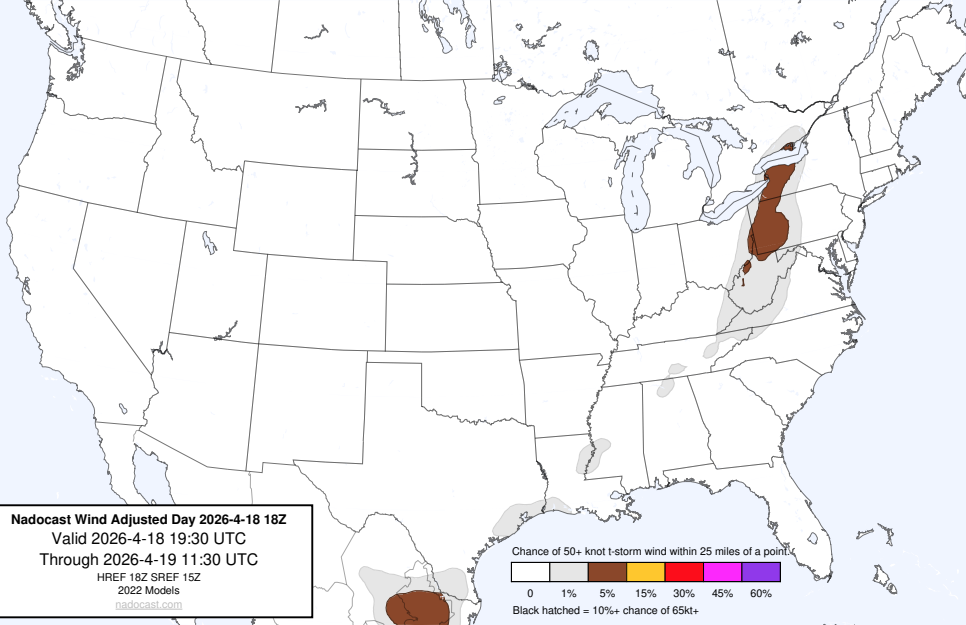 Nadocast Wind Adjusted Day 2026-4-18 18Z
Valid 2026-4-18 19:30 UTC
Through 2026-4-19 11:30 UTC
HREF 18Z SREF 15Z
2022 Models
nadocast.com
Chance of 50+ knot t-storm wind within 25 miles of a point.
0 1% 5% 15% 30% 45% 60%
Black hatched = 10%+ chance of 65kt+